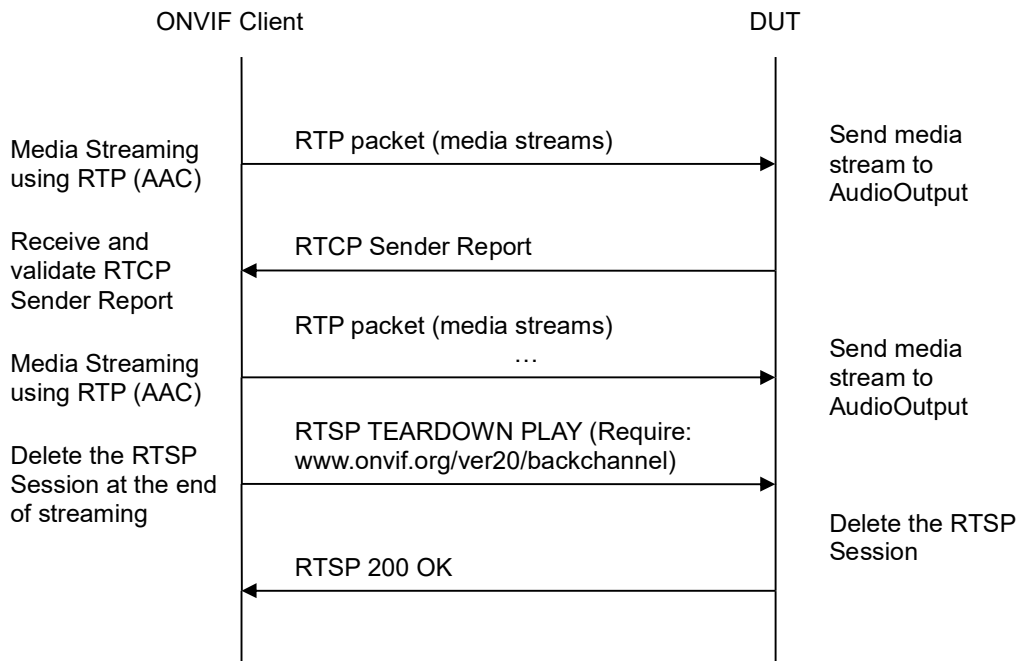 ONVIF Client
DUT
RTP packet (media streams)
Media Streaming
using RTP (AAC)
Send media
stream to
AudioOutput
Receive and
validate RTCP
Sender Report
RTCP Sender Report
RTP packet (media streams)
…
Media Streaming
using RTP (AAC)
Send media
stream to
AudioOutput
RTSP TEARDOWN PLAY (Require:
www.onvif.org/ver20/backchannel)
Delete the RTSP
Session at the end
of streaming
Delete the RTSP
Session
RTSP 200 OK